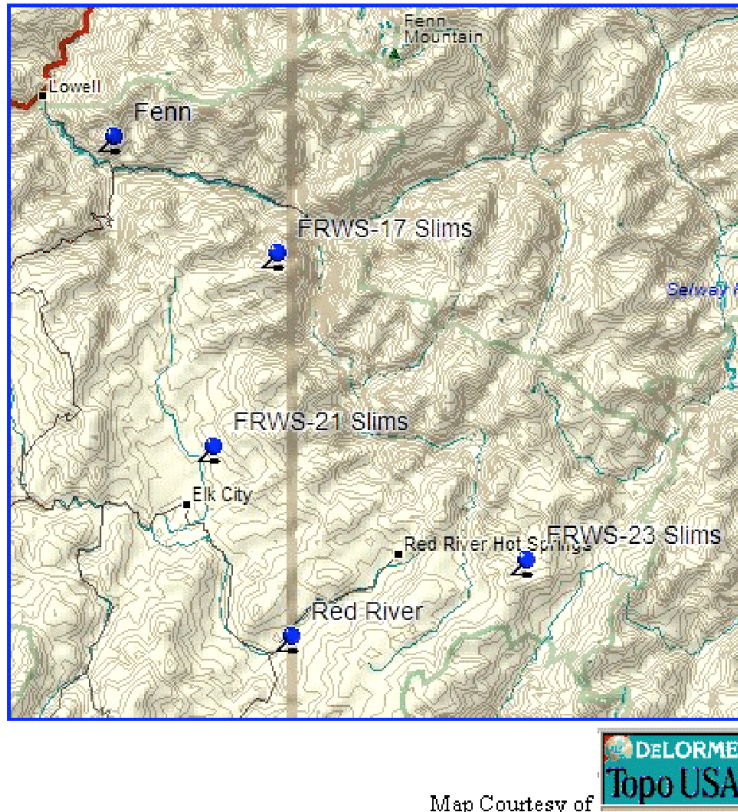 Fenn
Mountain
Lowell
Fenn
FRWS-17 Slims
Selway
FRWS-21 Slims
Elk City
Red River Hot Springs
FRWS-23 Slims
Red River
Map Courtesy of
DELORME
Topo USA